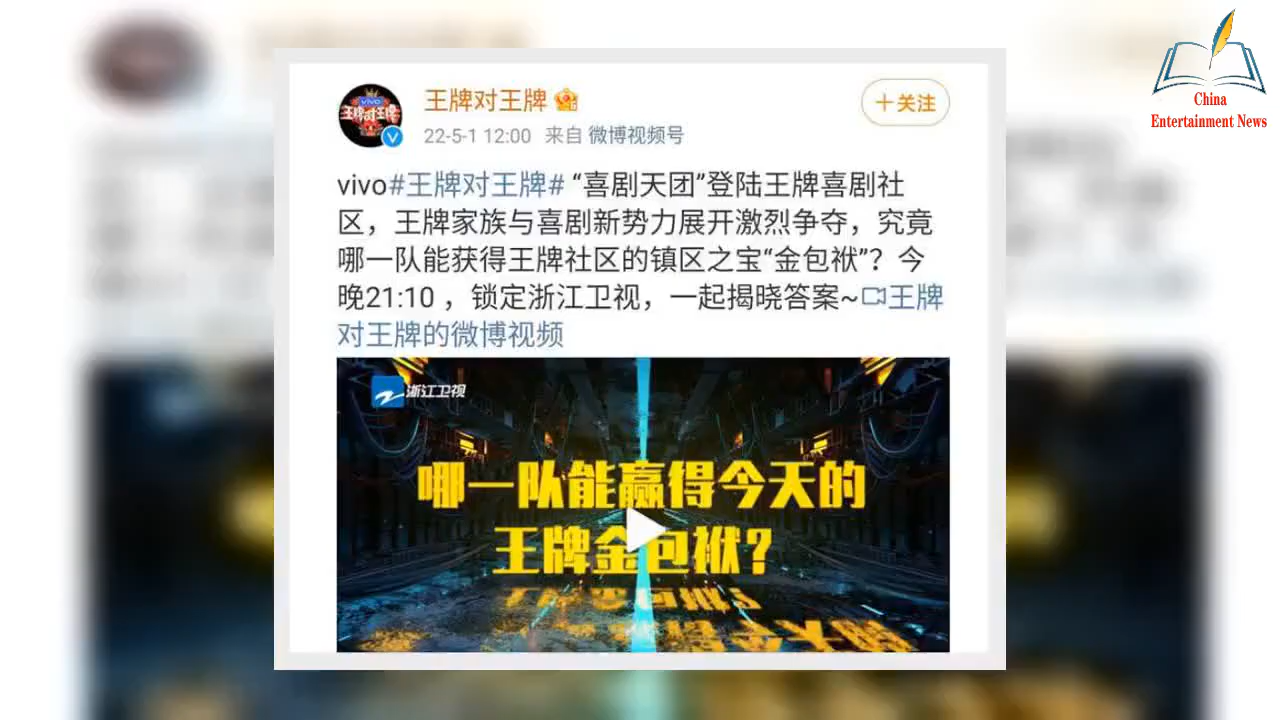 China
Entertainment News
vivo
王牌对王牌
王牌对王牌
+关注
22-5-1 12:00 来自 微博视频号
vivo#王牌对王牌# “喜剧天团”登陆王牌喜剧社
区，王牌家族与喜剧新势力展开激烈争夺，究竟
哪一队能获得王牌社区的镇区之宝“金包袱”？今
晚21:10 ，锁定浙江卫视，一起揭晓答案~王牌
对王牌的微博视频
浙江卫视
哪一队能赢得今天的
王牌金包袱？